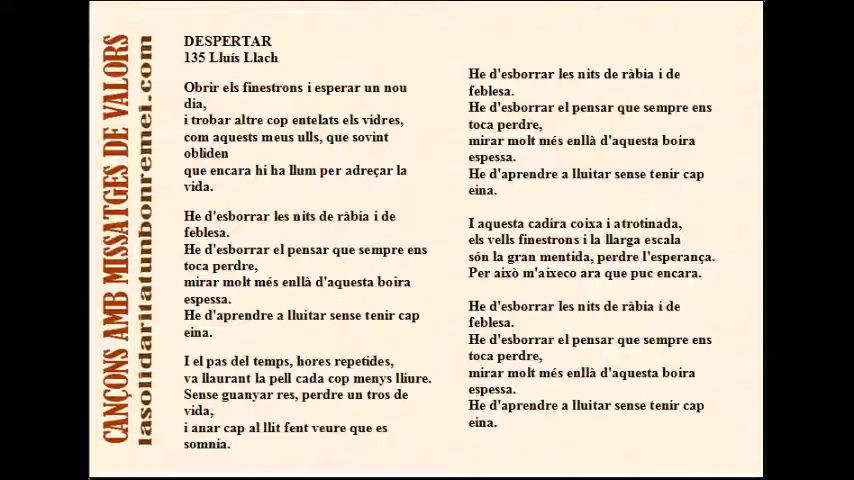 CANÇONS AMB MISSATGES DE VALORS
lasolidaritatunbonremei.com
DESPERTAR
135 Lluís Llach
Obrir els finestrons i esperar un nou
dia,
i trobar altre cop entelats els vidres,
com aquests meus ulls, que sovint
obliden
que encara hi ha llum per adreçar la
vida.
He d'esborrar les nits de ràbia i de
feblesa.
He d'esborrar el pensar que sempre ens
toca perdre,
mirar molt més enllà d'aquesta boira
espessa.
He d'aprendre a lluitar sense tenir cap
eina.
I el pas del temps, hores repetides,
va llaurant la pell cada cop menys lliure.
Sense guanyar res, perdre un tros de
vida,
i anar cap al llit fent veure que es
somnia.
He d'esborrar les nits de ràbia i de
feblesa.
He d'esborrar el pensar que sempre ens
toca perdre,
mirar molt més enllà d'aquesta boira
espessa.
He d'aprendre a lluitar sense tenir cap
eina.
I aquesta cadira coixa i atrotinada,
els vells finestrons i la llarga escala
són la gran mentida, perdre l'esperança.
Per això m'aixeco ara que puc encara.
He d'esborrar les nits de ràbia i de
feblesa.
He d'esborrar el pensar que sempre ens
toca perdre,
mirar molt més enllà d'aquesta boira
espessa.
He d'aprendre a lluitar sense tenir cap
eina.